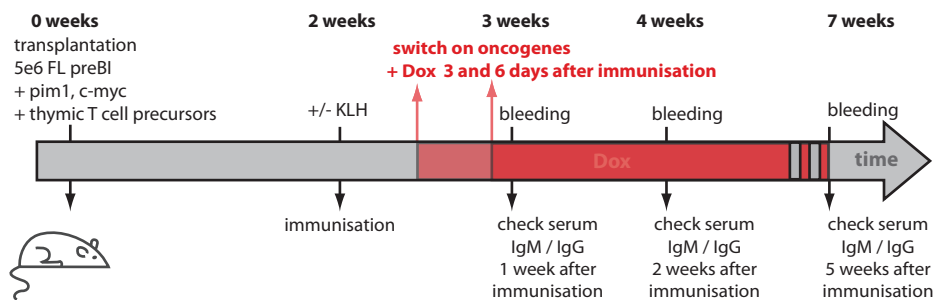 0 weeks
transplantation
5e6 FL preBI
+ pim1, c-myc
+ thymic T cell precursors
2 weeks
+/- KLH
immunisation
switch on oncogenes
+ Dox 3 and 6 days after immunisation
3 weeks
bleeding
check serum
IgM / IgG
1 week after
immunisation
4 weeks
bleeding
check serum
IgM / IgG
2 weeks after
immunisation
7 weeks
bleeding
check serum
IgM / IgG
5 weeks after
immunisation
Dox
time